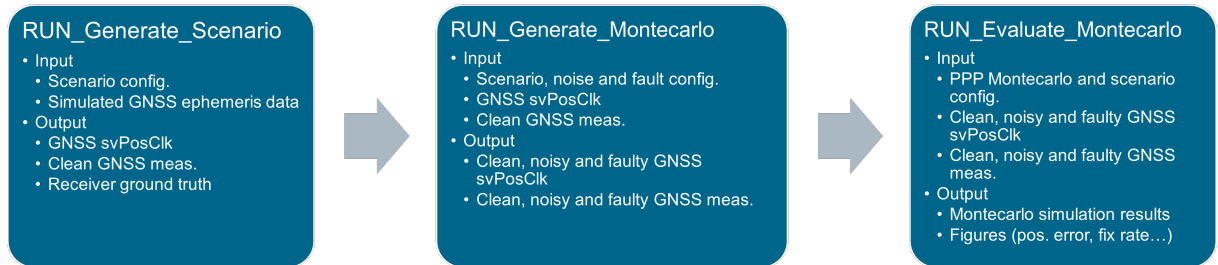 RUN_Generate_Scenario
• Input
• Scenario config.
• Simulated GNSS ephemeris data
• Output
• GNSS svPosClk
• Clean GNSS meas.
• Receiver ground truth
RUN_Generate_Montecarlo
• Input
• Scenario, noise and fault config.
• GNSS svPosClk
• Clean GNSS meas.
• Output
• Clean, noisy and faulty GNSS
svPosClk
• Clean, noisy and faulty GNSS meas.
RUN_Evaluate_Montecarlo
• Input
• PPP Montecarlo and scenario
config.
• Clean, noisy and faulty GNSS
svPosClk
• Clean, noisy and faulty GNSS
meas.
• Output
• Montecarlo simulation results
• Figures (pos. error, fix rate…)